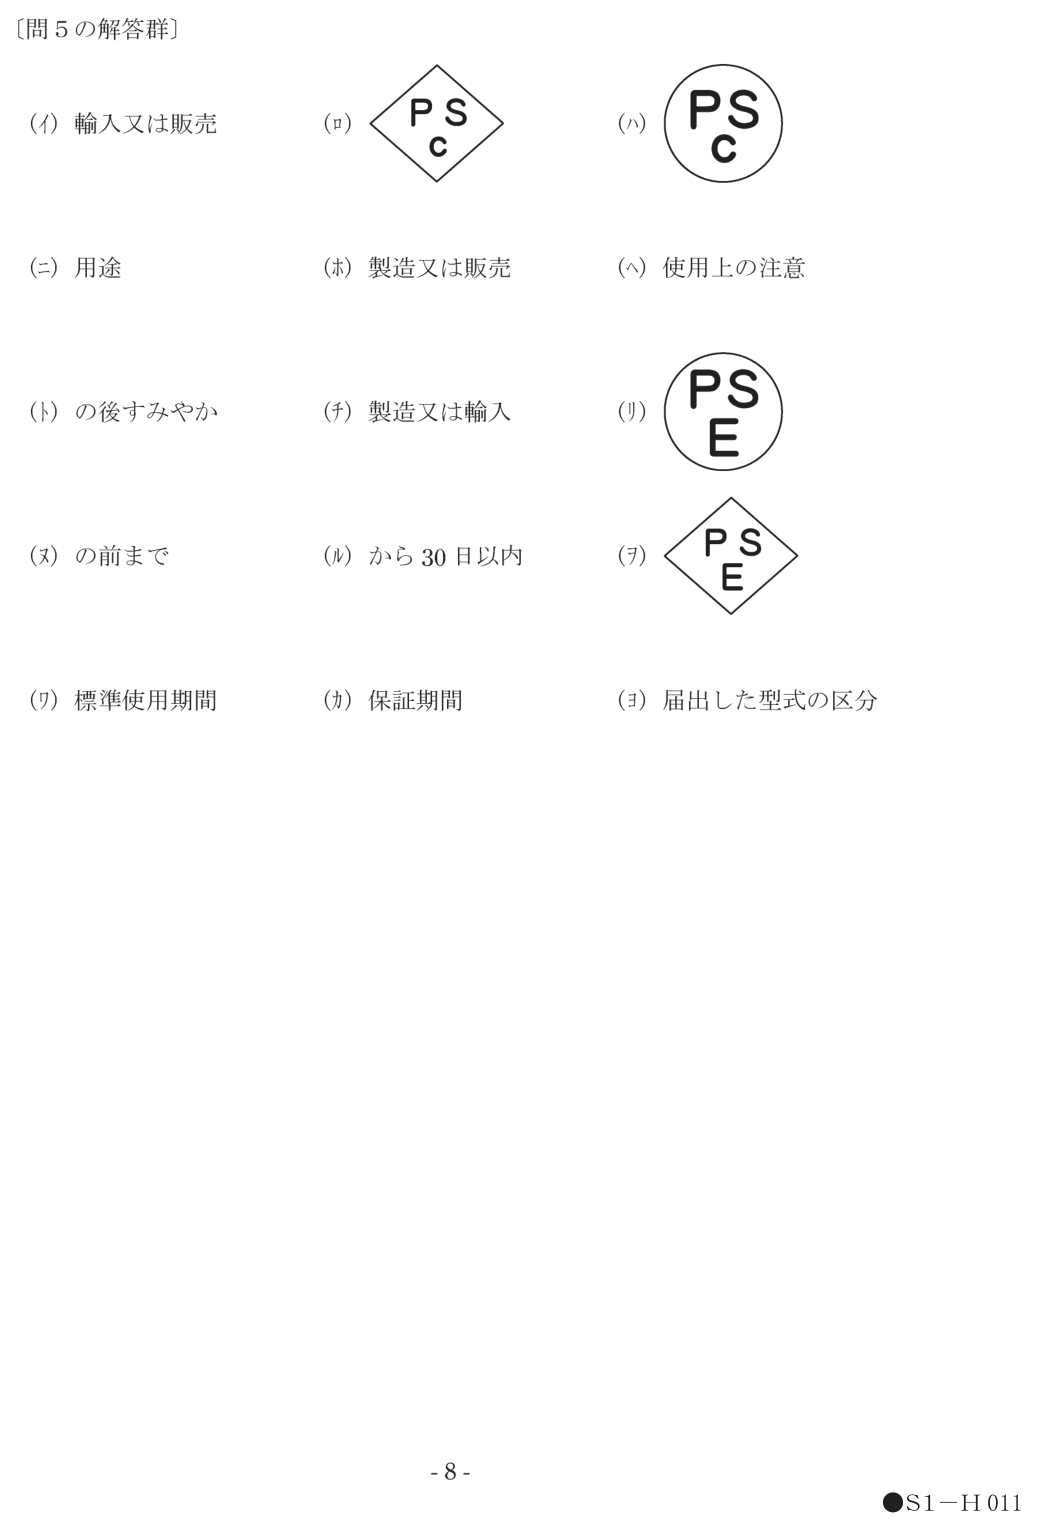 〔問５の解答群〕
(ｲ) 輸入又は販売 (ﾛ) PS C (ﾊ) PS C
(ﾆ) 用途 (ﾎ) 製造又は販売 (ﾍ) 使用上の注意
(ﾄ) の後すみやか (ﾁ) 製造又は輸入 (ﾘ) PS E
(ﾇ) の前まで (ﾙ) から 30 日以内 (ｦ) PS E
(ﾜ) 標準使用期間 (ｶ) 保証期間 (ﾖ) 届出した型式の区分
- 8 -
●S1－H 011